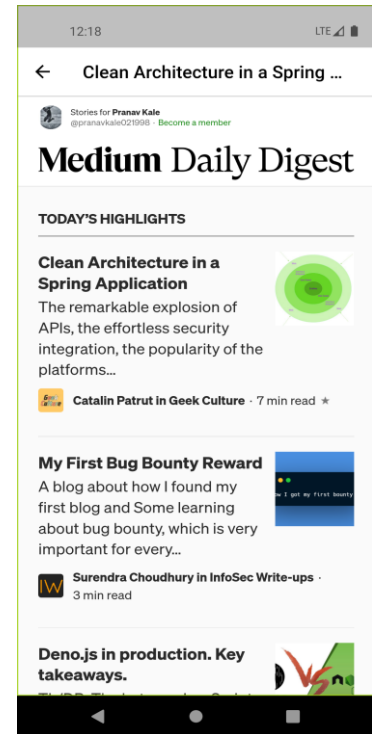 12:18 LTE
Clean Architecture in a Spring ...
Stories for Pranav Kale
@pranavkale021998 · Become a member
Medium Daily Digest
TODAY'S HIGHLIGHTS
Clean Architecture in a
Spring Application
The remarkable explosion of
APIs, the effortless security
integration, the popularity of the
platforms...
Catalin Patrut in Geek Culture · 7 min read ★
My First Bug Bounty Reward
A blog about how I found my
first blog and Some learning
about bug bounty, which is very
important for every...
ow I got my first bounty
IW
Surendra Choudhury in InfoSec Write-ups ·
3 min read
Deno.js in production. Key
takeaways.
VS no